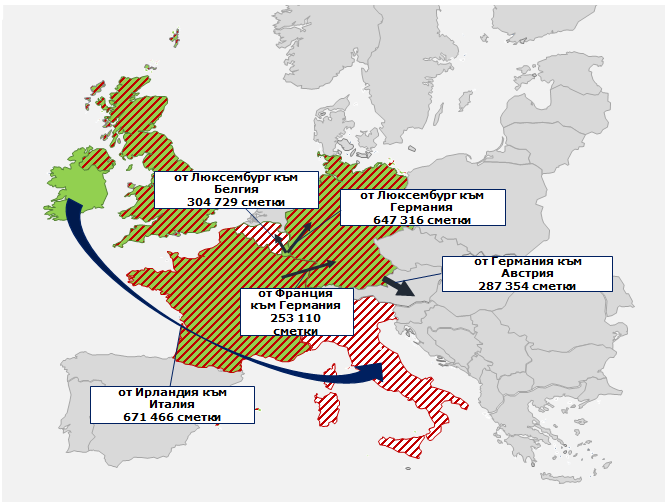 от Люксембург към
Белгия
304 729 сметки
от Люксембург към
Германия
647 316 сметки
от Германия към
Австрия
287 354 сметки
от Франция
към Германия
253 110
сметки
от Ирландия към
Италия
671 466 сметки